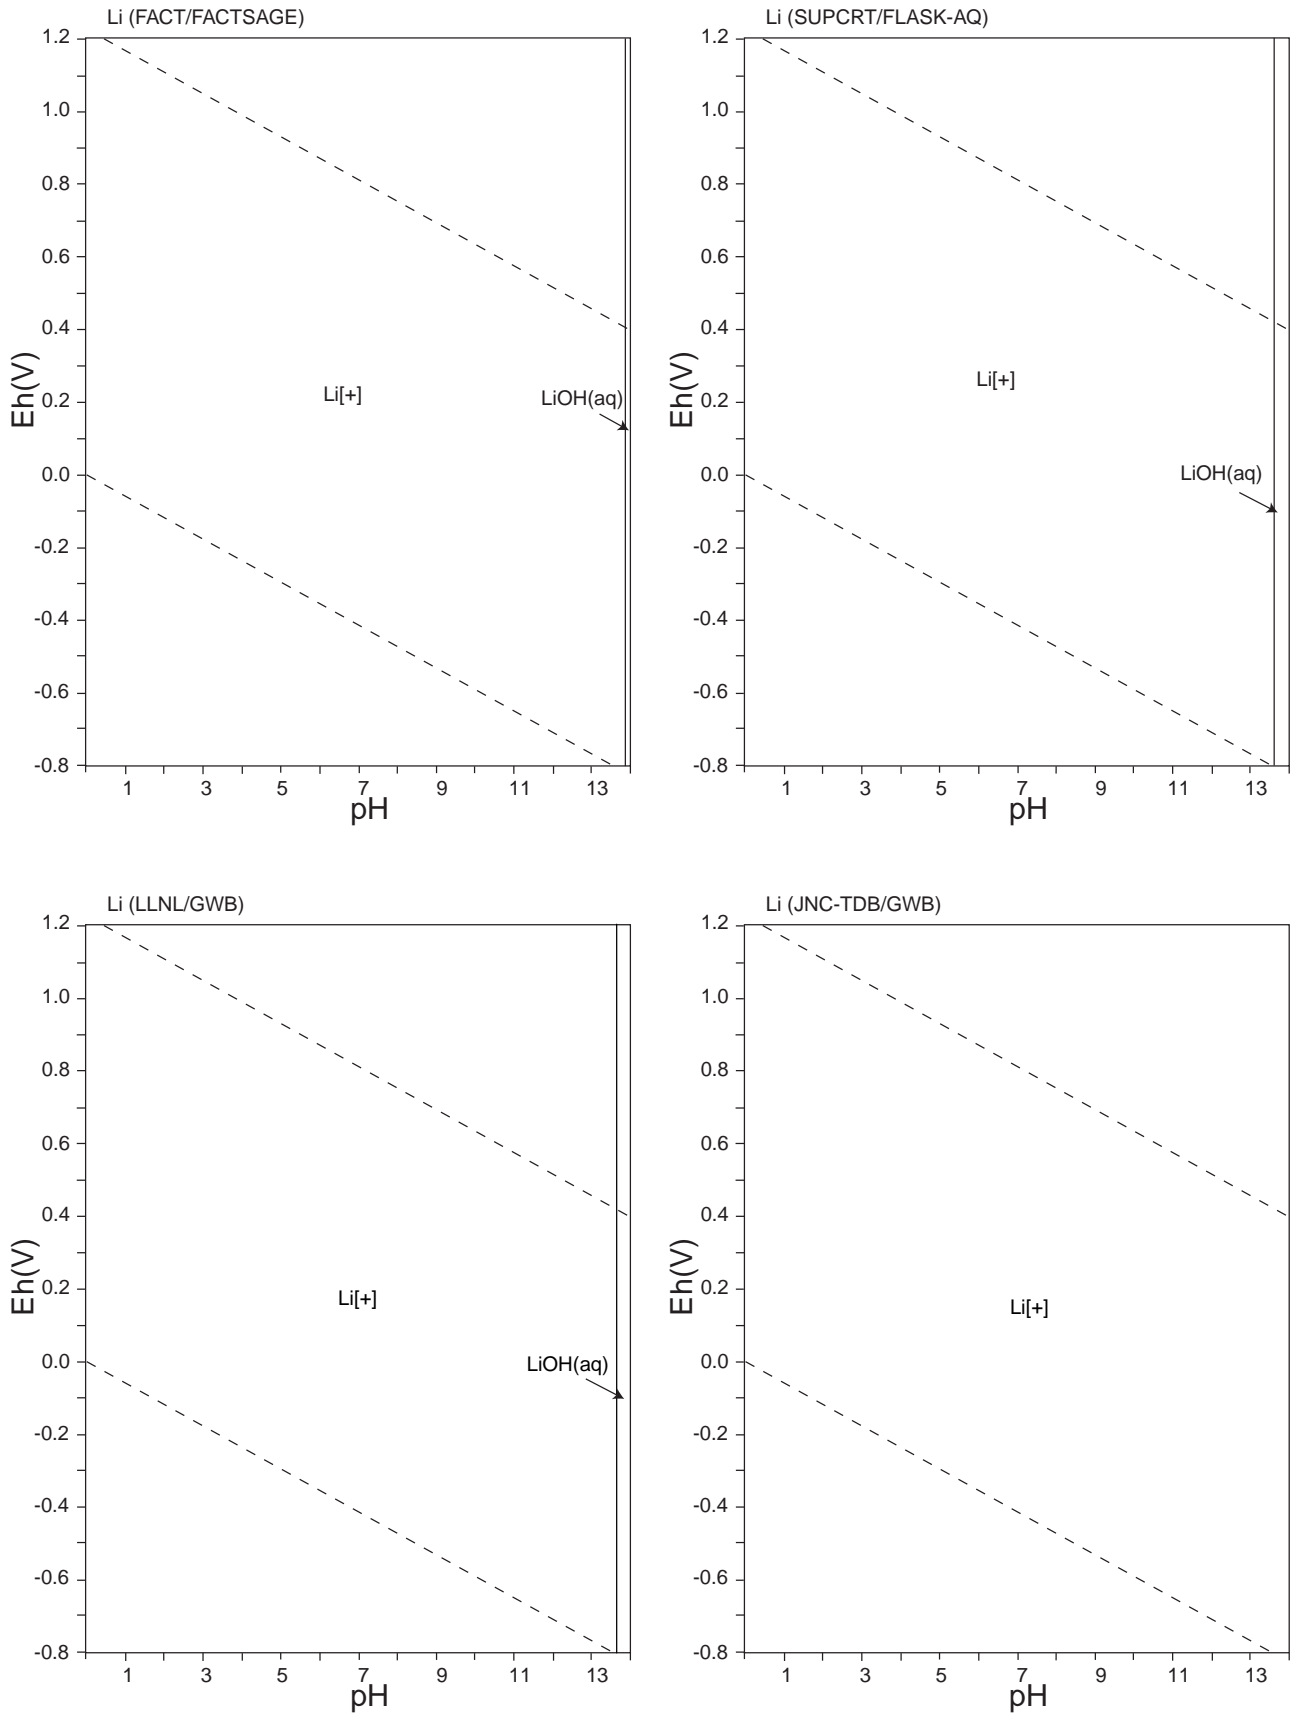 Li (FACT/FACTSAGE)
1.2
1.0
0.8
0.6
0.4
0.2
0.0
-0.2
-0.4
-0.6
-0.8
Eh(V)
Li[+]
LiOH(aq)
1 3 5 7 9 11 13
pH
Li (SUPCRT/FLASK-AQ)
1.2
1.0
0.8
0.6
0.4
0.2
0.0
-0.2
-0.4
-0.6
-0.8
Eh(V)
Li[+]
LiOH(aq)
1 3 5 7 9 11 13
pH
Li (LLNL/GWB)
1.2
1.0
0.8
0.6
0.4
0.2
0.0
-0.2
-0.4
-0.6
-0.8
Eh(V)
Li[+]
LiOH(aq)
1 3 5 7 9 11 13
pH
Li (JNC-TDB/GWB)
1.2
1.0
0.8
0.6
0.4
0.2
0.0
-0.2
-0.4
-0.6
-0.8
Eh(V)
Li[+]
1 3 5 7 9 11 13
pH